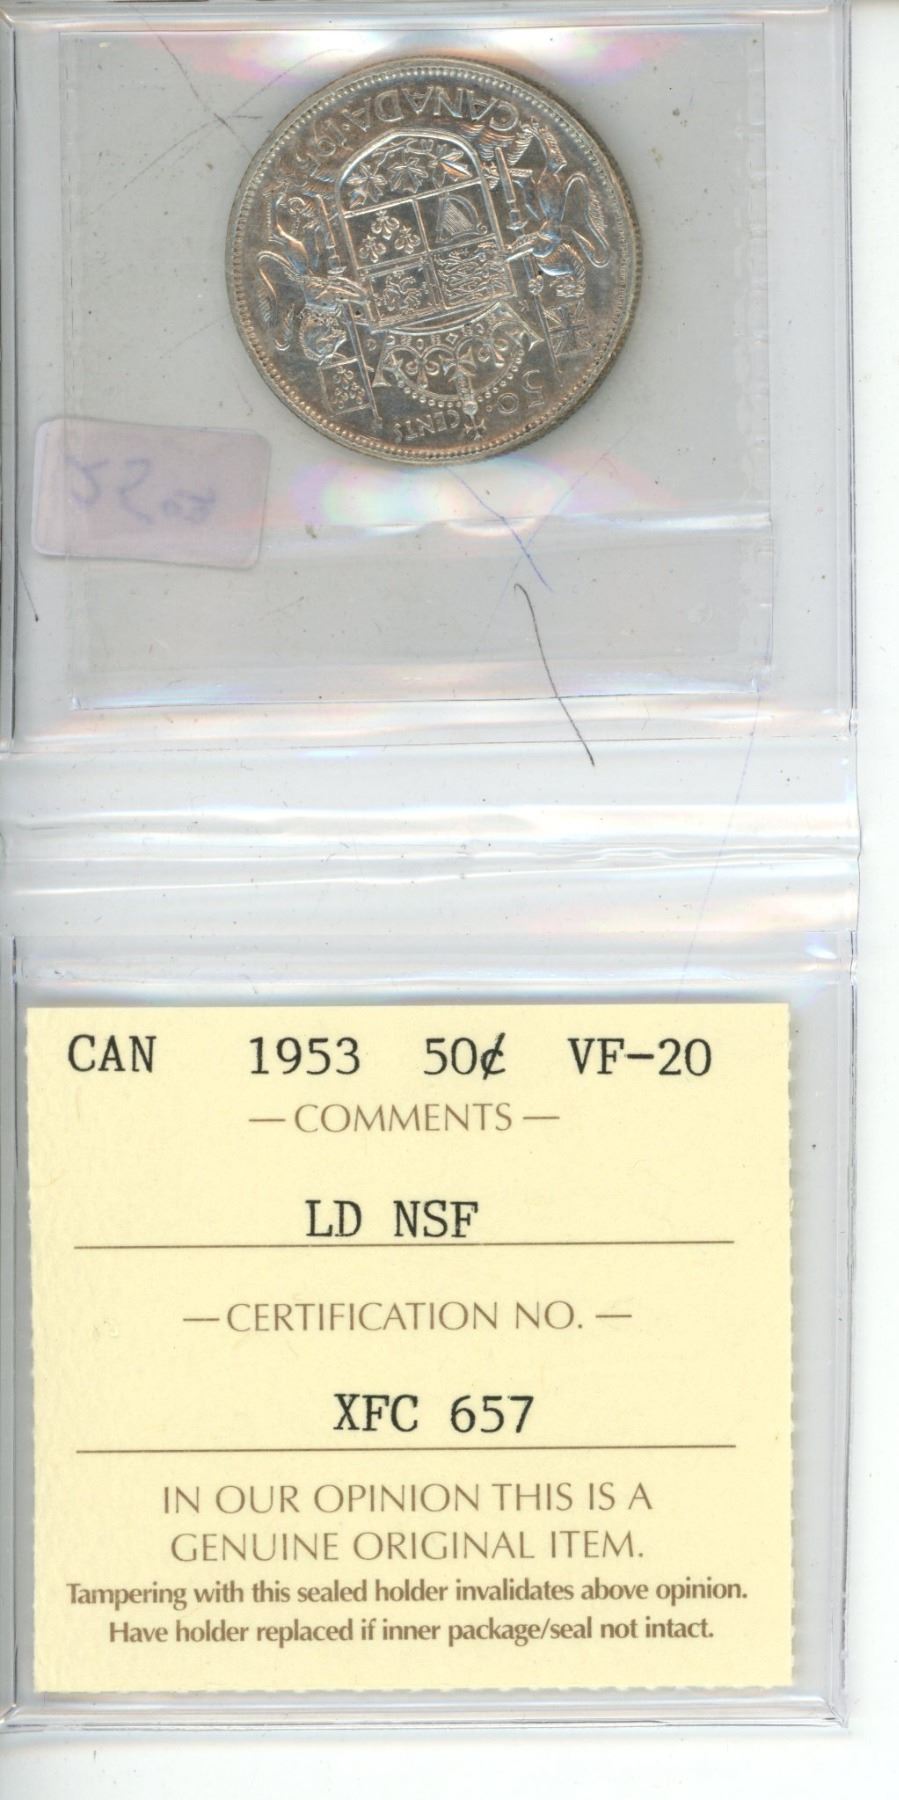 CANADA·1953
50
CENTS
CAN 1953 50¢ VF-20
—COMMENTS—
LD NSF
—CERTIFICATION NO.—
XFC 657
IN OUR OPINION THIS IS A
GENUINE ORIGINAL ITEM.
Tampering with this sealed holder invalidates above opinion.
Have holder replaced if inner package/seal not intact.